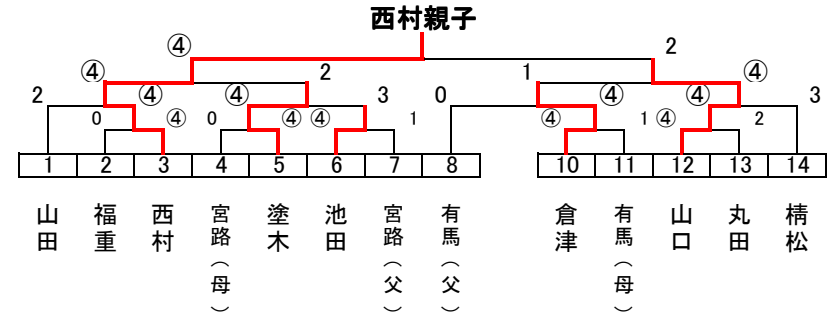 西村親子
④ 2
④ 2 1 ④
2 ④ ④ 3 0 ④ ④ 3
0 ④ 0 ④ ④ 1 ④ 1 ④ 2
1 2 3 4 5 6 7 8 10 11 12 13 14
山田
福重
西村
宮路(母)
塗木
池田
宮路(父)
有馬(父)
倉津
有馬(母)
山口
丸田
棈松